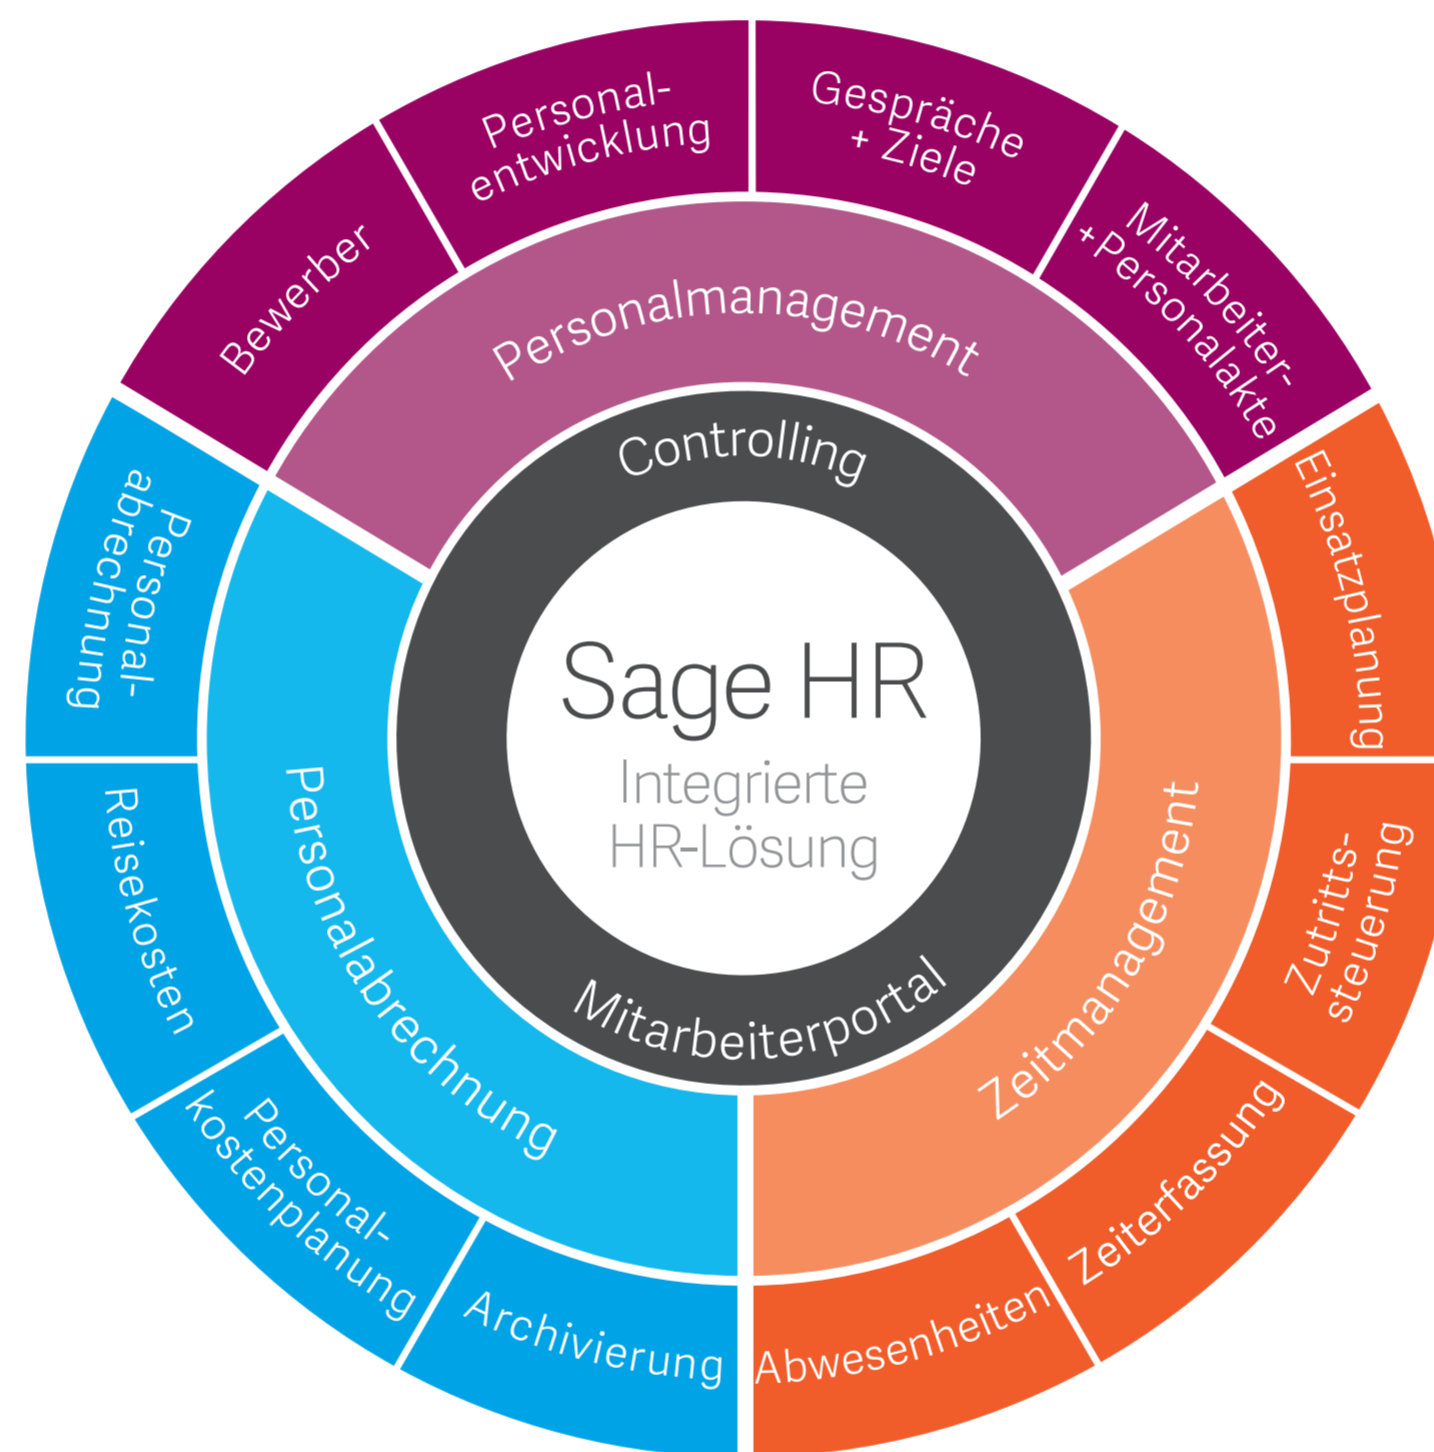 Personal-
entwicklung
Gespräche
+ Ziele
Bewerber
Mitarbeiter-
+Personalakte
Personalmanagement
Controlling
Personal-
abrechnung
Einsatzplanung
Sage HR
Integrierte
HR-Lösung
Reisekosten
Personalabrechnung
Zeitmanagement
Zutritts-
steuerung
Mitarbeiterportal
Personal-
kostenplanung
Zeiterfassung
Archivierung
Abwesenheiten